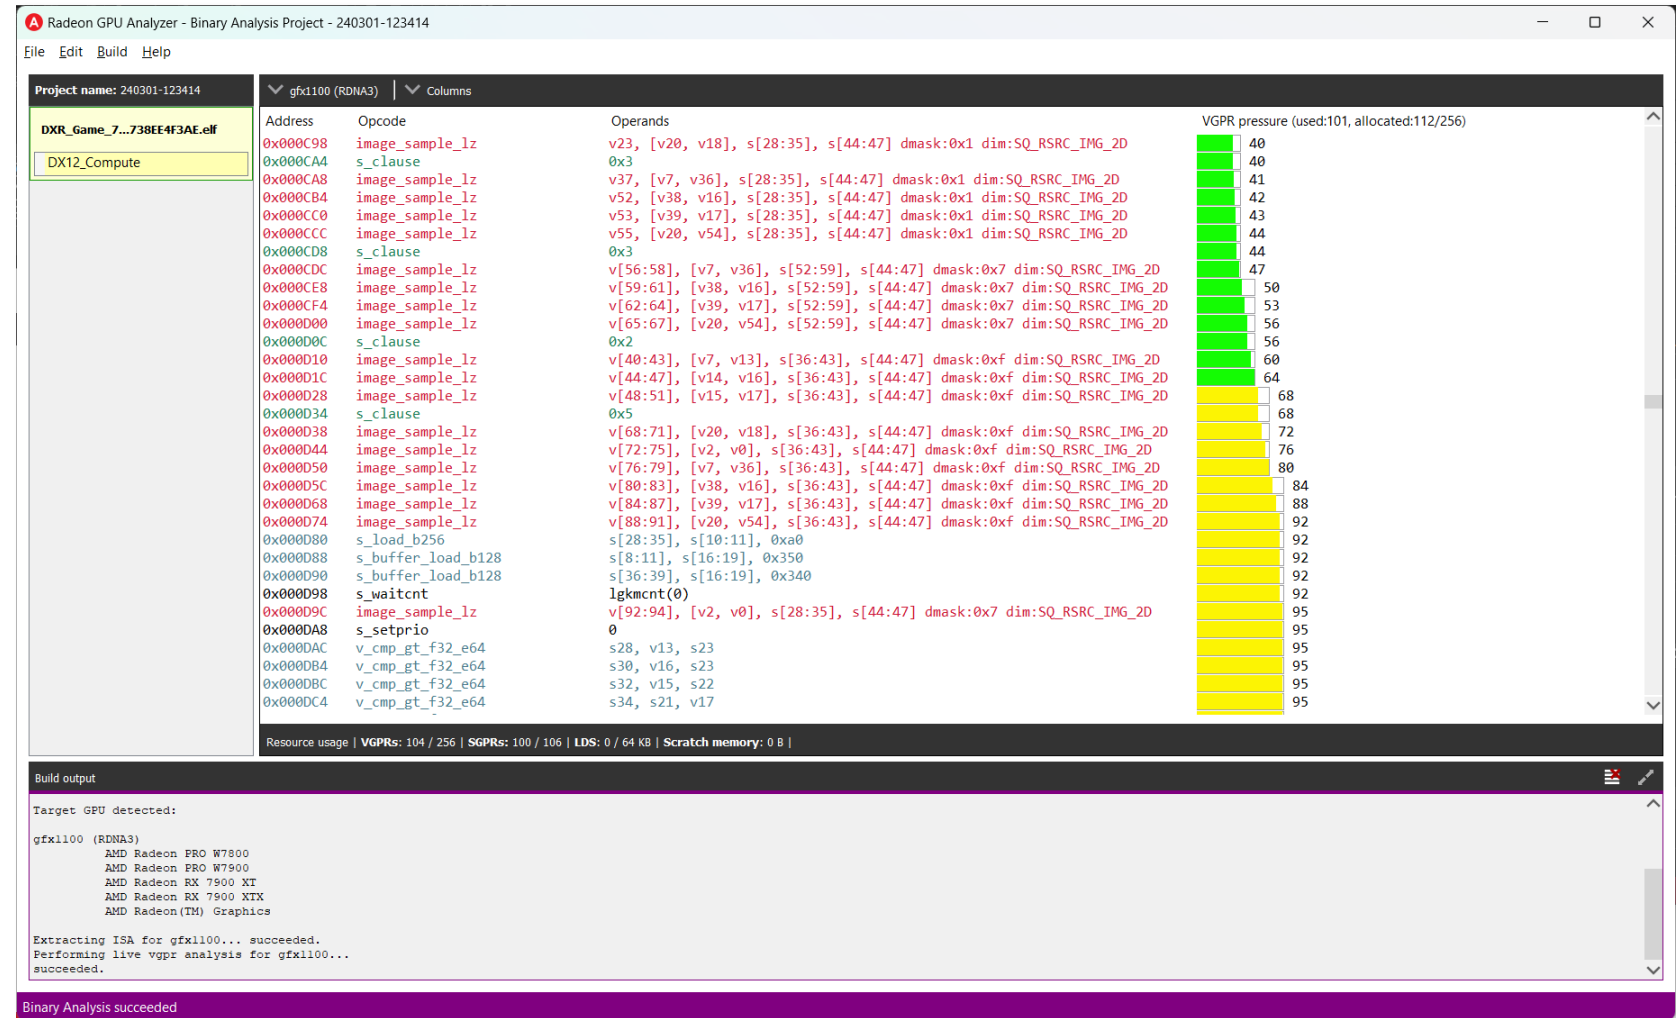 Radeon GPU Analyzer - Binary Analysis Project - 240301-123414
File Edit Build Help
Project name: 240301-123414
gfx1100 (RDNA3) Columns
DXR_Game_7...738EE4F3AE.elf
DX12_Compute
Address Opcode Operands VGPR pressure (used:101, allocated:112/256)
0x000C98 image_sample_lz v23, [v20, v18], s[28:35], s[44:47] dmask:0x1 dim:SQ_RSRC_IMG_2D 40
0x000CA4 s_clause 0x3 40
0x000CA8 image_sample_lz v37, [v7, v36], s[28:35], s[44:47] dmask:0x1 dim:SQ_RSRC_IMG_2D 41
0x000CB4 image_sample_lz v52, [v38, v16], s[28:35], s[44:47] dmask:0x1 dim:SQ_RSRC_IMG_2D 42
0x000CC0 image_sample_lz v53, [v39, v17], s[28:35], s[44:47] dmask:0x1 dim:SQ_RSRC_IMG_2D 43
0x000CCC image_sample_lz v55, [v20, v54], s[28:35], s[44:47] dmask:0x1 dim:SQ_RSRC_IMG_2D 44
0x000CD8 s_clause 0x3 44
0x000CDC image_sample_lz v[56:58], [v7, v36], s[52:59], s[44:47] dmask:0x7 dim:SQ_RSRC_IMG_2D 47
0x000CE8 image_sample_lz v[59:61], [v38, v16], s[52:59], s[44:47] dmask:0x7 dim:SQ_RSRC_IMG_2D 50
0x000CF4 image_sample_lz v[62:64], [v39, v17], s[52:59], s[44:47] dmask:0x7 dim:SQ_RSRC_IMG_2D 53
0x000D00 image_sample_lz v[65:67], [v20, v54], s[52:59], s[44:47] dmask:0x7 dim:SQ_RSRC_IMG_2D 56
0x000D0C s_clause 0x2 56
0x000D10 image_sample_lz v[40:43], [v7, v13], s[36:43], s[44:47] dmask:0xf dim:SQ_RSRC_IMG_2D 60
0x000D1C image_sample_lz v[44:47], [v14, v16], s[36:43], s[44:47] dmask:0xf dim:SQ_RSRC_IMG_2D 64
0x000D28 image_sample_lz v[48:51], [v15, v17], s[36:43], s[44:47] dmask:0xf dim:SQ_RSRC_IMG_2D 68
0x000D34 s_clause 0x5 68
0x000D38 image_sample_lz v[68:71], [v20, v18], s[36:43], s[44:47] dmask:0xf dim:SQ_RSRC_IMG_2D 72
0x000D44 image_sample_lz v[72:75], [v2, v0], s[36:43], s[44:47] dmask:0xf dim:SQ_RSRC_IMG_2D 76
0x000D50 image_sample_lz v[76:79], [v7, v36], s[36:43], s[44:47] dmask:0xf dim:SQ_RSRC_IMG_2D 80
0x000D5C image_sample_lz v[80:83], [v38, v16], s[36:43], s[44:47] dmask:0xf dim:SQ_RSRC_IMG_2D 84
0x000D68 image_sample_lz v[84:87], [v39, v17], s[36:43], s[44:47] dmask:0xf dim:SQ_RSRC_IMG_2D 88
0x000D74 image_sample_lz v[88:91], [v20, v54], s[36:43], s[44:47] dmask:0xf dim:SQ_RSRC_IMG_2D 92
0x000D80 s_load_b256 s[28:35], s[10:11], 0xa0 92
0x000D88 s_buffer_load_b128 s[8:11], s[16:19], 0x350 92
0x000D90 s_buffer_load_b128 s[36:39], s[16:19], 0x340 92
0x000D98 s_waitcnt lgkmcnt(0) 92
0x000D9C image_sample_lz v[92:94], [v2, v0], s[28:35], s[44:47] dmask:0x7 dim:SQ_RSRC_IMG_2D 95
0x000DA8 s_setprio 0 95
0x000DAC v_cmp_gt_f32_e64 s28, v13, s23 95
0x000DB4 v_cmp_gt_f32_e64 s30, v16, s23 95
0x000DBC v_cmp_gt_f32_e64 s32, v15, s22 95
0x000DC4 v_cmp_gt_f32_e64 s34, s21, v17 95
Resource usage | VGPRs: 104 / 256 | SGPRs: 100 / 106 | LDS: 0 / 64 KB | Scratch memory: 0 B |
Build output
Target GPU detected:
gfx1100 (RDNA3)
AMD Radeon PRO W7800
AMD Radeon PRO W7900
AMD Radeon RX 7900 XT
AMD Radeon RX 7900 XTX
AMD Radeon(TM) Graphics
Extracting ISA for gfx1100... succeeded.
Performing live vgpr analysis for gfx1100...
succeeded.
Binary Analysis succeeded